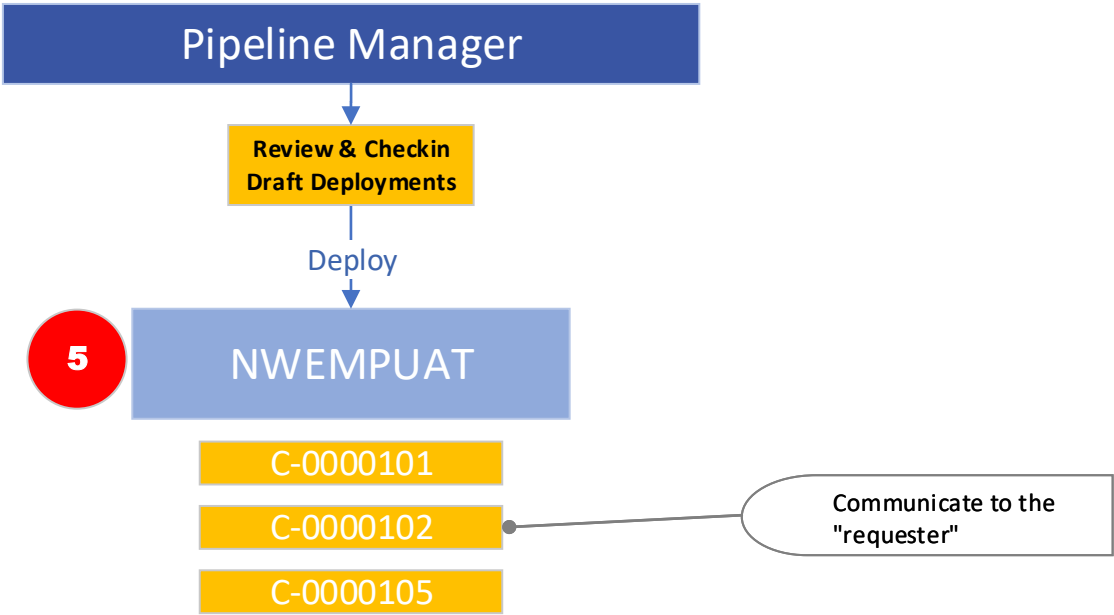 Pipeline Manager
Review & Checkin
Draft Deployments
Deploy
5
NWEMPUAT
C-0000101
C-0000102
Communicate to the
"requester"
C-0000105